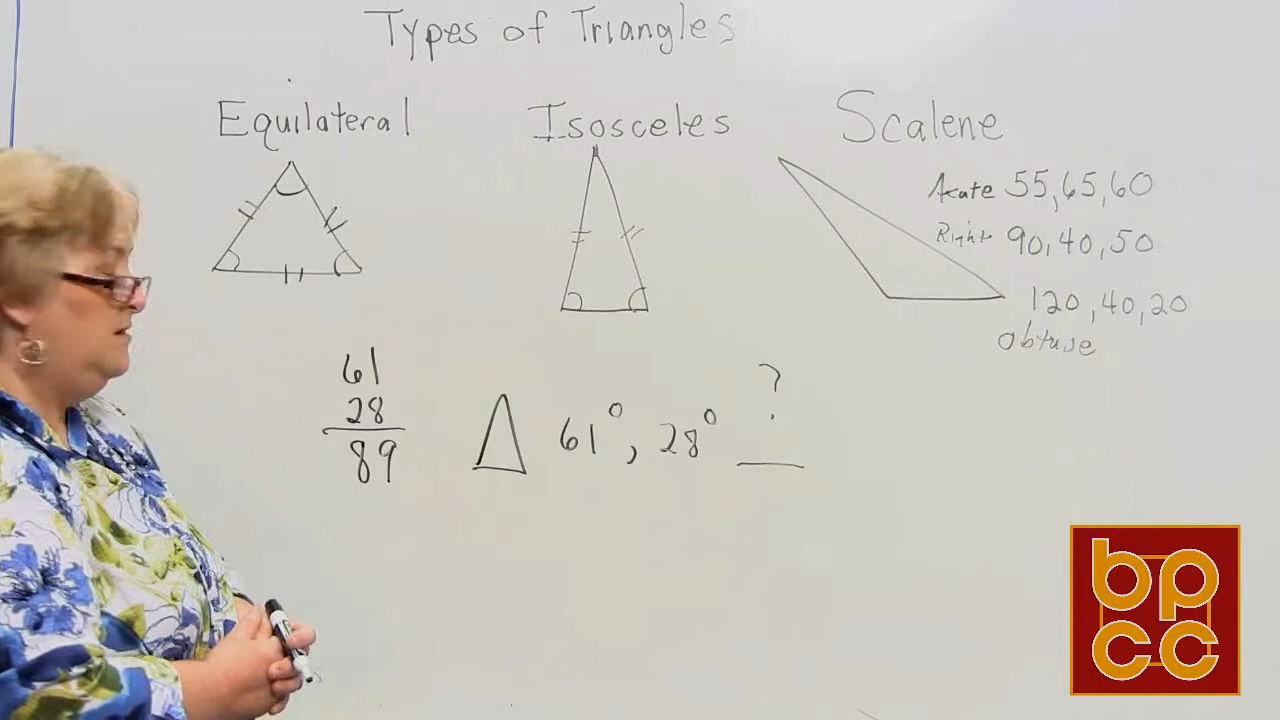 Types of Triangles
Equilateral
Isosceles
Scalene
Acute 55, 65, 60
Right 90, 40, 50
120, 40, 20
obtuse
61
28
89
△ 61°, 28° ?
bp
cc